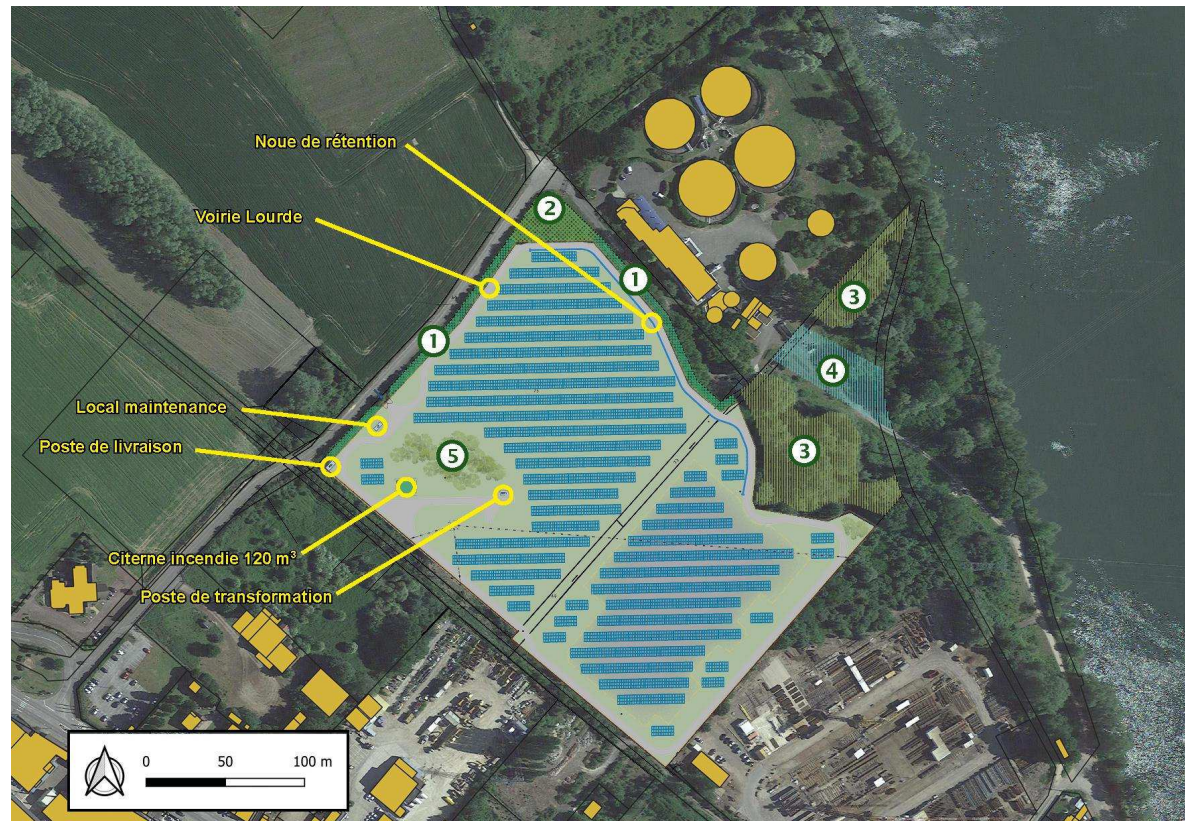 Noue de rétention
2
Voirie Lourde
1
3
1
4
Local maintenance
Poste de livraison
5
3
Citerne incendie 120 m³
Poste de transformation
0 50 100 m